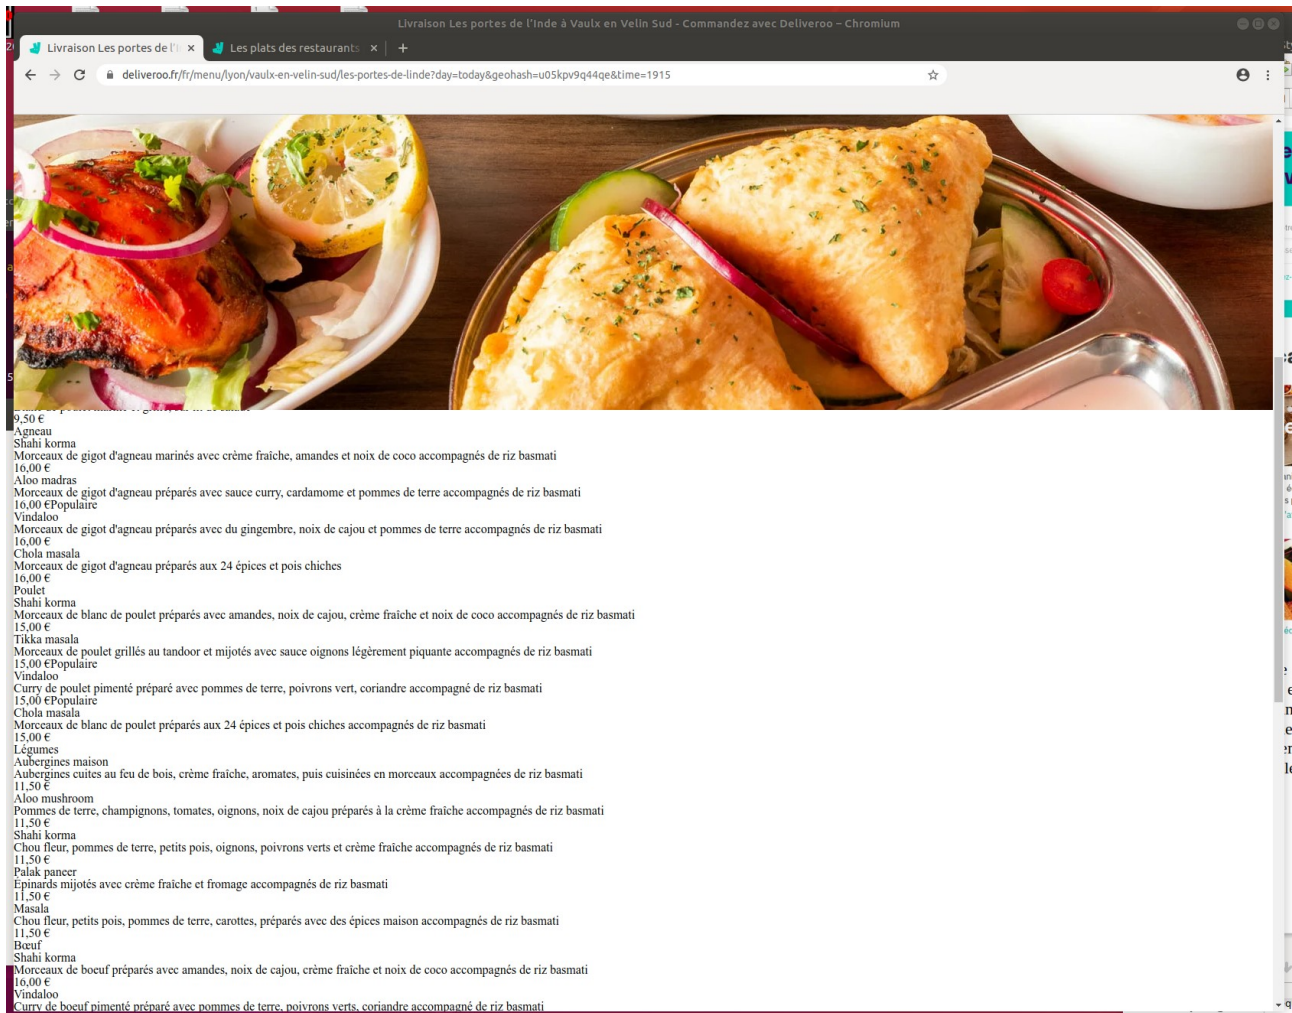 Livraison Les portes de l'Inde à Vaulx en Velin Sud - Commandez avec Deliveroo – Chromium
Livraison Les portes de l'I
Les plats des restaurants
deliveroo.fr/fr/menu/lyon/vaulx-en-velin-sud/les-portes-de-linde?day=today&geohash=u05kpv9q44qe&time=1915
9,50 €
Agneau
Shahi korma
Morceaux de gigot d'agneau marinés avec crème fraîche, amandes et noix de coco accompagnés de riz basmati
16,00 €
Aloo madras
Morceaux de gigot d'agneau préparés avec sauce curry, cardamome et pommes de terre accompagnés de riz basmati
16,00 €Populaire
Vindaloo
Morceaux de gigot d'agneau préparés avec du gingembre, noix de cajou et pommes de terre accompagnés de riz basmati
16,00 €
Chola masala
Morceaux de gigot d'agneau préparés aux 24 épices et pois chiches
16,00 €
Poulet
Shahi korma
Morceaux de blanc de poulet préparés avec amandes, noix de cajou, crème fraîche et noix de coco accompagnés de riz basmati
15,00 €
Tikka masala
Morceaux de poulet grillés au tandoor et mijotés avec sauce oignons légèrement piquante accompagnés de riz basmati
15,00 €Populaire
Vindaloo
Curry de poulet pimenté préparé avec pommes de terre, poivrons vert, coriandre accompagné de riz basmati
15,00 €Populaire
Chola masala
Morceaux de blanc de poulet préparés aux 24 épices et pois chiches accompagnés de riz basmati
15,00 €
Légumes
Aubergines maison
Aubergines cuites au feu de bois, crème fraîche, aromates, puis cuisinées en morceaux accompagnées de riz basmati
11,50 €
Aloo mushroom
Pommes de terre, champignons, tomates, oignons, noix de cajou préparés à la crème fraîche accompagnés de riz basmati
11,50 €
Shahi korma
Chou fleur, pommes de terre, petits pois, oignons, poivrons verts et crème fraîche accompagnés de riz basmati
11,50 €
Palak paneer
Épinards mijotés avec crème fraîche et fromage accompagnés de riz basmati
11,50 €
Masala
Chou fleur, petits pois, pommes de terre, carottes, préparés avec des épices maison accompagnés de riz basmati
11,50 €
Bœuf
Shahi korma
Morceaux de boeuf préparés avec amandes, noix de cajou, crème fraîche et noix de coco accompagnés de riz basmati
16,00 €
Vindaloo
Curry de boeuf pimenté préparé avec pommes de terre, poivrons verts, coriandre accompagné de riz basmati